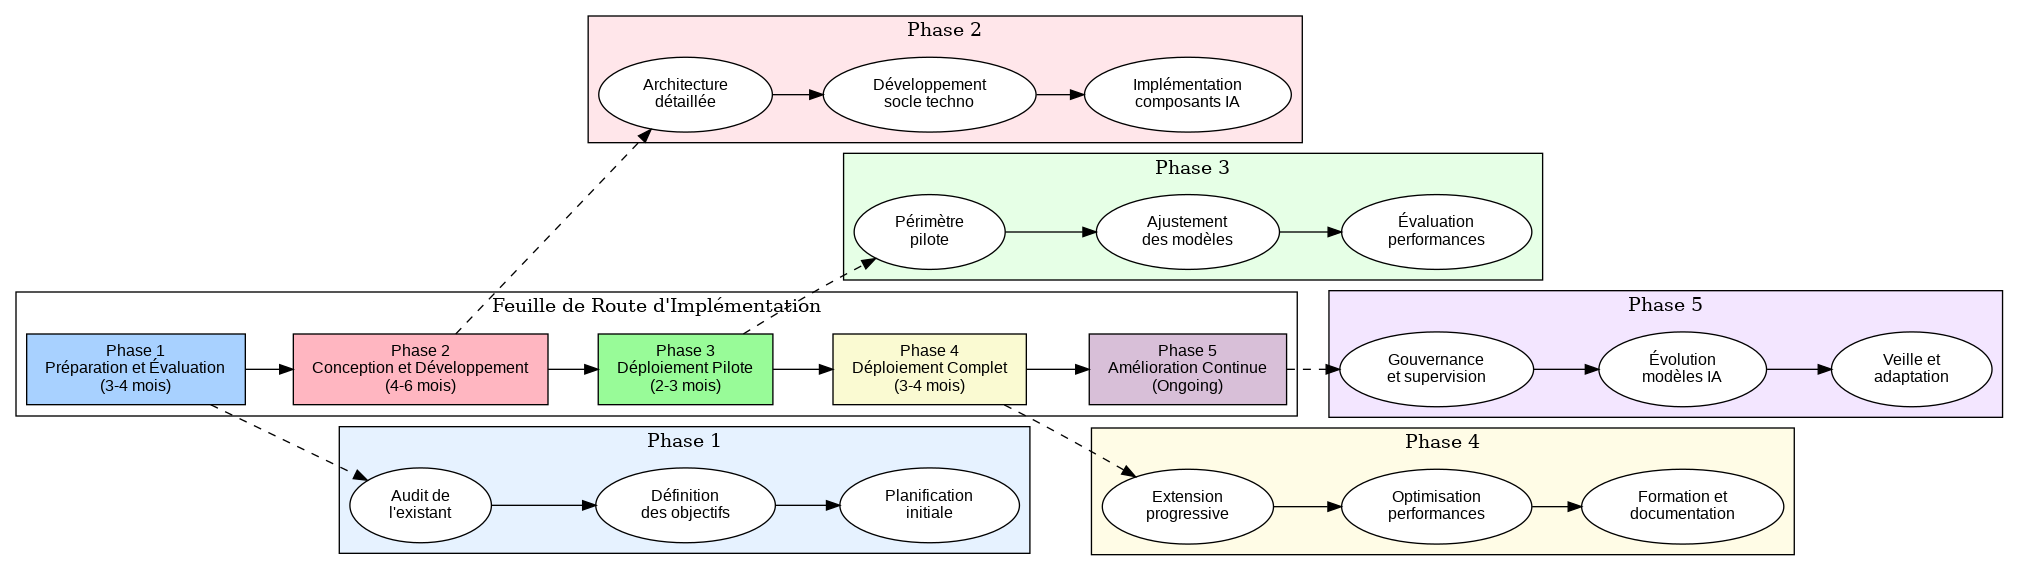 Phase 2
Architecture
détaillée
Développement
socle techno
Implémentation
composants IA
Phase 3
Périmètre
pilote
Ajustement
des modèles
Évaluation
performances
Feuille de Route d'Implémentation
Phase 1
Préparation et Évaluation
(3-4 mois)
Phase 2
Conception et Développement
(4-6 mois)
Phase 3
Déploiement Pilote
(2-3 mois)
Phase 4
Déploiement Complet
(3-4 mois)
Phase 5
Amélioration Continue
(Ongoing)
Phase 5
Gouvernance
et supervision
Évolution
modèles IA
Veille et
adaptation
Phase 1
Audit de
l'existant
Définition
des objectifs
Planification
initiale
Phase 4
Extension
progressive
Optimisation
performances
Formation et
documentation